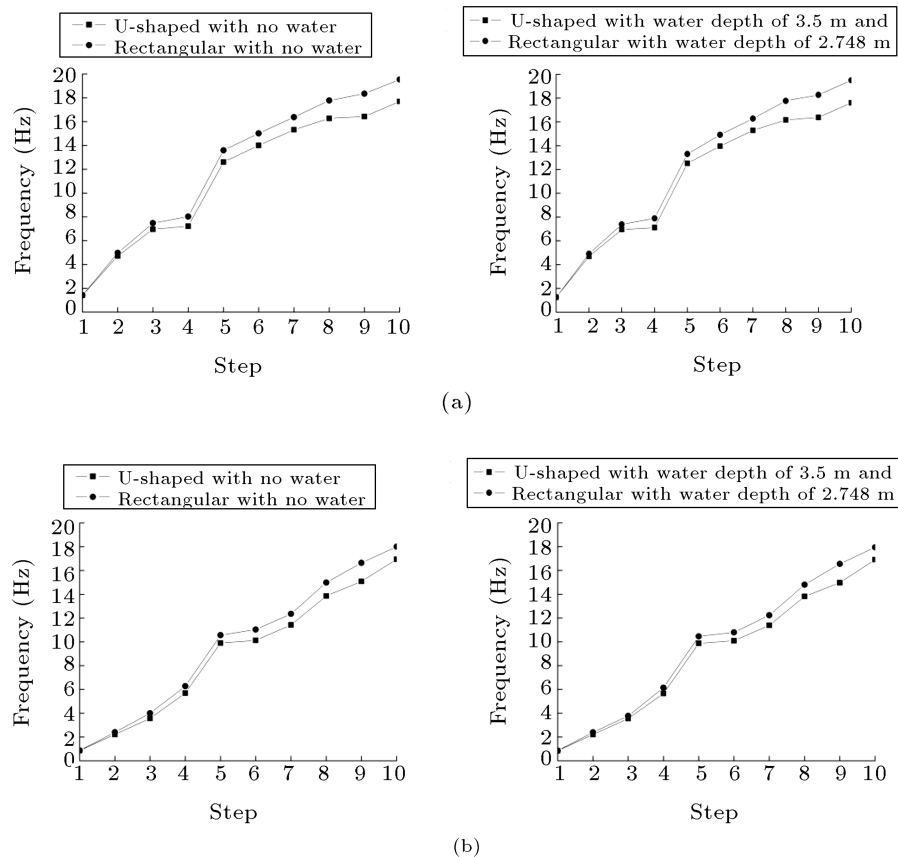 U-shaped with no water
Rectangular with no water
20
18
16
14
12
10
8
6
4
2
0
Frequency (Hz)
1 2 3 4 5 6 7 8 9 10
Step
U-shaped with water depth of 3.5 m and
Rectangular with water depth of 2.748 m
20
18
16
14
12
10
8
6
4
2
0
Frequency (Hz)
1 2 3 4 5 6 7 8 9 10
Step
(a)
U-shaped with no water
Rectangular with no water
20
18
16
14
12
10
8
6
4
2
0
Frequency (Hz)
1 2 3 4 5 6 7 8 9 10
Step
U-shaped with water depth of 3.5 m and
Rectangular with water depth of 2.748 m
20
18
16
14
12
10
8
6
4
2
0
Frequency (Hz)
1 2 3 4 5 6 7 8 9 10
Step
(b)